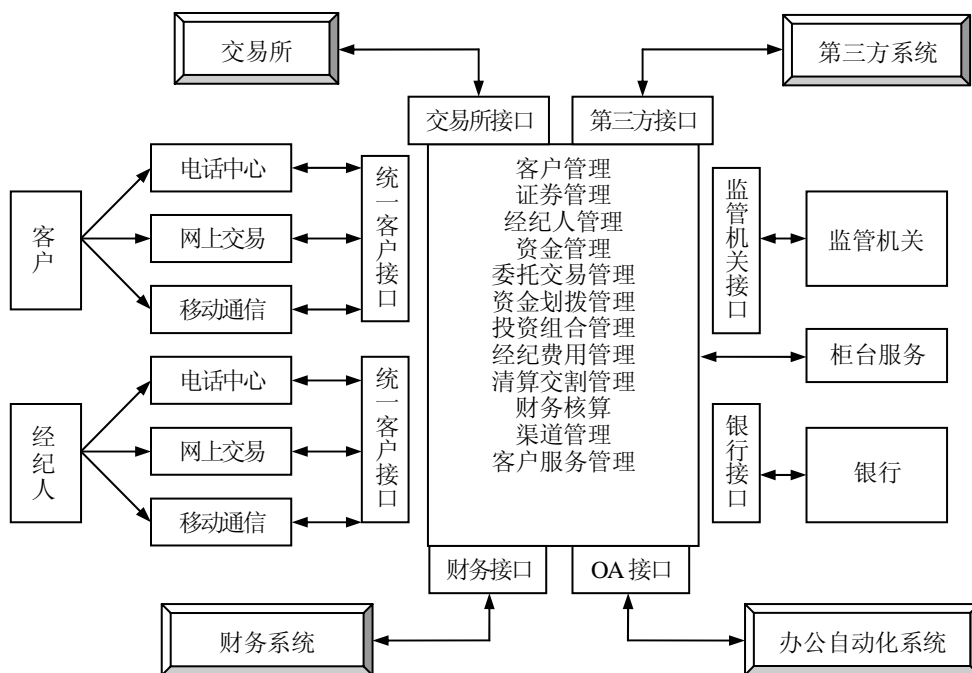 交易所
第三方系统
交易所接口
第三方接口
客户
电话中心
网上交易
移动通信
统一客户接口
经纪人
电话中心
网上交易
移动通信
统一客户接口
客户管理
证券管理
经纪人管理
资金管理
委托交易管理
资金划拨管理
投资组合管理
经纪费用管理
清算交割管理
财务核算
渠道管理
客户服务管理
监管机关接口
监管机关
柜台服务
银行接口
银行
财务接口
OA 接口
财务系统
办公自动化系统